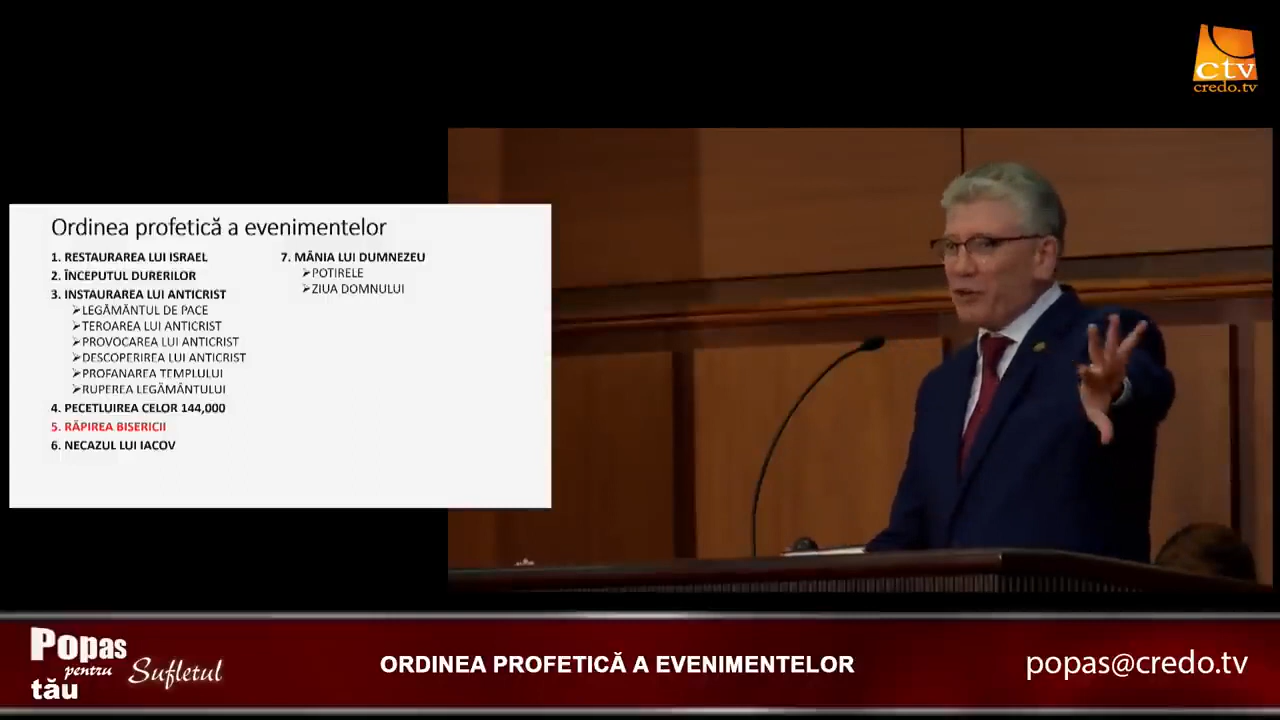 ctv
credo.tv
Ordinea profetică a evenimentelor
1. RESTAURAREA LUI ISRAEL
2. ÎNCEPUTUL DURERILOR
3. INSTAURAREA LUI ANTICRIST
➢LEGĂMÂNTUL DE PACE
➢TEROAREA LUI ANTICRIST
➢PROVOCAREA LUI ANTICRIST
➢DESCOPERIREA LUI ANTICRIST
➢PROFANAREA TEMPLULUI
➢RUPEREA LEGĂMÂNTULUI
4. PECETLUIREA CELOR 144,000
5. RĂPIREA BISERICII
6. NECAZUL LUI IACOV
7. MÂNIA LUI DUMNEZEU
➢POTIRELE
➢ZIUA DOMNULUI
Popas
pentru Sufletul
tău
ORDINEA PROFETICĂ A EVENIMENTELOR
popas@credo.tv